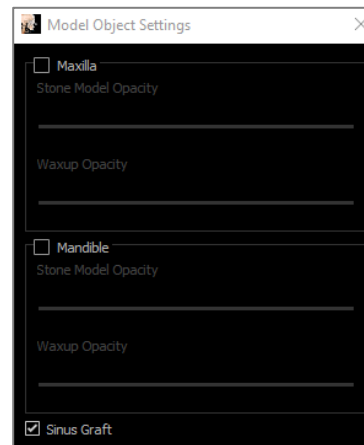 Model Object Settings
Maxilla
Stone Model Opacity
Waxup Opacity
Mandible
Stone Model Opacity
Waxup Opacity
Sinus Graft